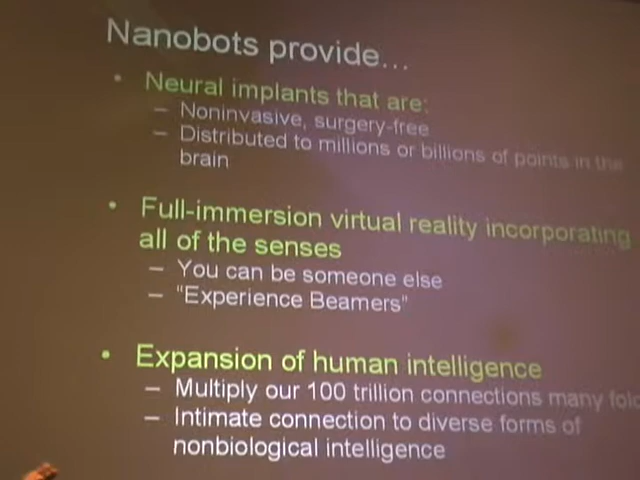 Nanobots provide...
• Neural implants that are:
– Noninvasive, surgery-free
– Distributed to millions or billions of points in the
brain
• Full-immersion virtual reality incorporating
all of the senses
– You can be someone else
– "Experience Beamers"
• Expansion of human intelligence
– Multiply our 100 trillion connections many fold
– Intimate connection to diverse forms of
nonbiological intelligence